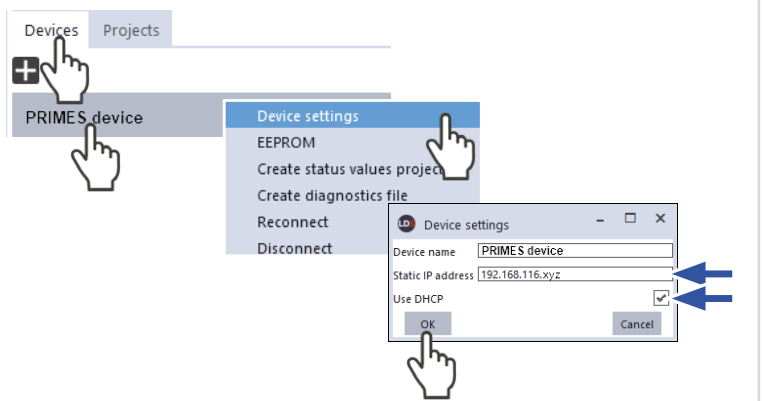 Devices Projects
PRIMES device
Device settings
EEPROM
Create status values project
Create diagnostics file
Reconnect
Disconnect
LDS Device settings
Device name PRIMES device
Static IP address 192.168.116.xyz
Use DHCP
OK Cancel